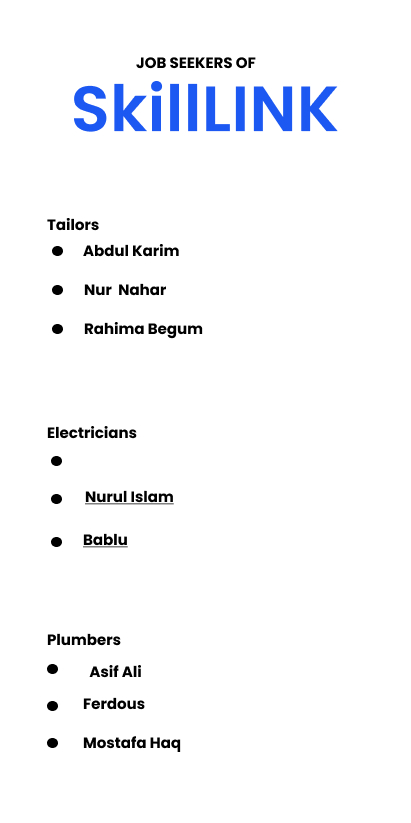 JOB SEEKERS OF
SkillLINK
Tailors
Abdul Karim
Nur Nahar
Rahima Begum
Electricians
Nurul Islam
Bablu
Plumbers
Asif Ali
Ferdous
Mostafa Haq